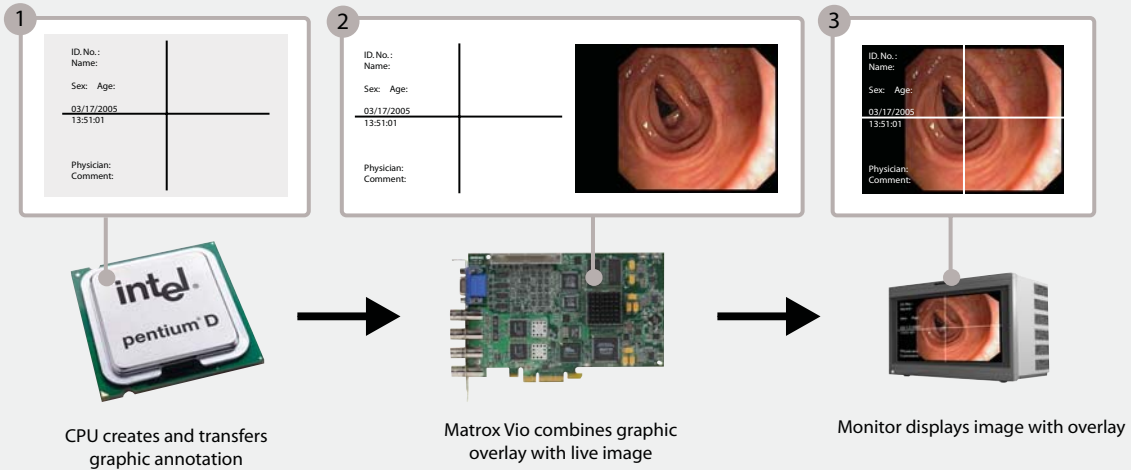 1
ID. No. :
Name:
Sex: Age:
03/17/2005
13:51:01
Physician:
Comment:
2
ID. No. :
Name:
Sex: Age:
03/17/2005
13:51:01
Physician:
Comment:
3
ID. No. :
Name:
Sex: Age:
03/17/2005
13:51:01
Physician:
Comment:
intel.
pentium® D
CPU creates and transfers
graphic annotation
Matrox Vio combines graphic
overlay with live image
Monitor displays image with overlay